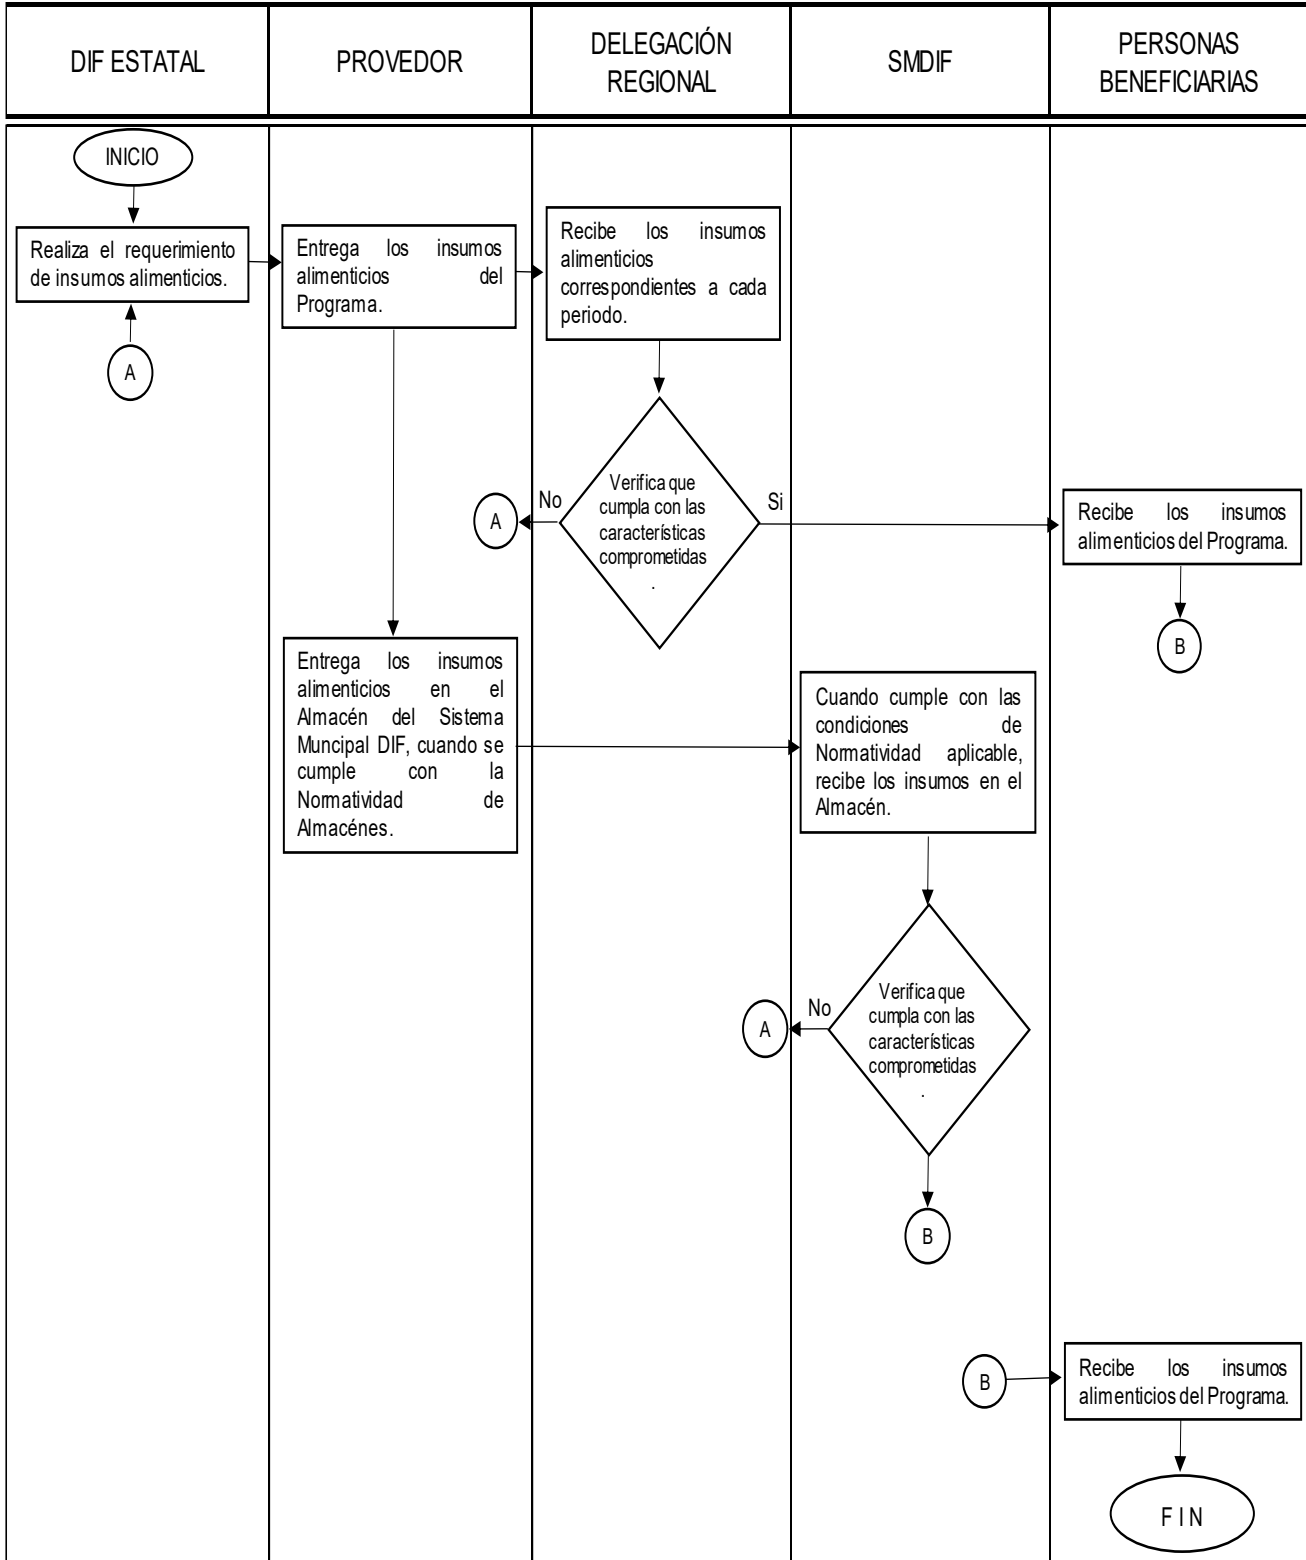 DIF ESTATAL
PROVEDOR
DELEGACIÓN
REGIONAL
SMDIF
PERSONAS
BENEFICIARIAS
INICIO
Realiza el requerimiento
de insumos alimenticios.
A
Entrega los insumos
alimenticios del
Programa.
Recibe los insumos
alimenticios
correspondientes a cada
periodo.
Verifica que
cumpla con las
características
comprometidas
.
No
A
Si
Recibe los insumos
alimenticios del Programa.
B
Entrega los insumos
alimenticios en el
Almacén del Sistema
Muncipal DIF, cuando se
cumple con la
Normatividad de
Almacénes.
Cuando cumple con las
condiciones de
Normatividad aplicable,
recibe los insumos en el
Almacén.
Verifica que
cumpla con las
características
comprometidas
.
No
A
B
B
Recibe los insumos
alimenticios del Programa.
F I N